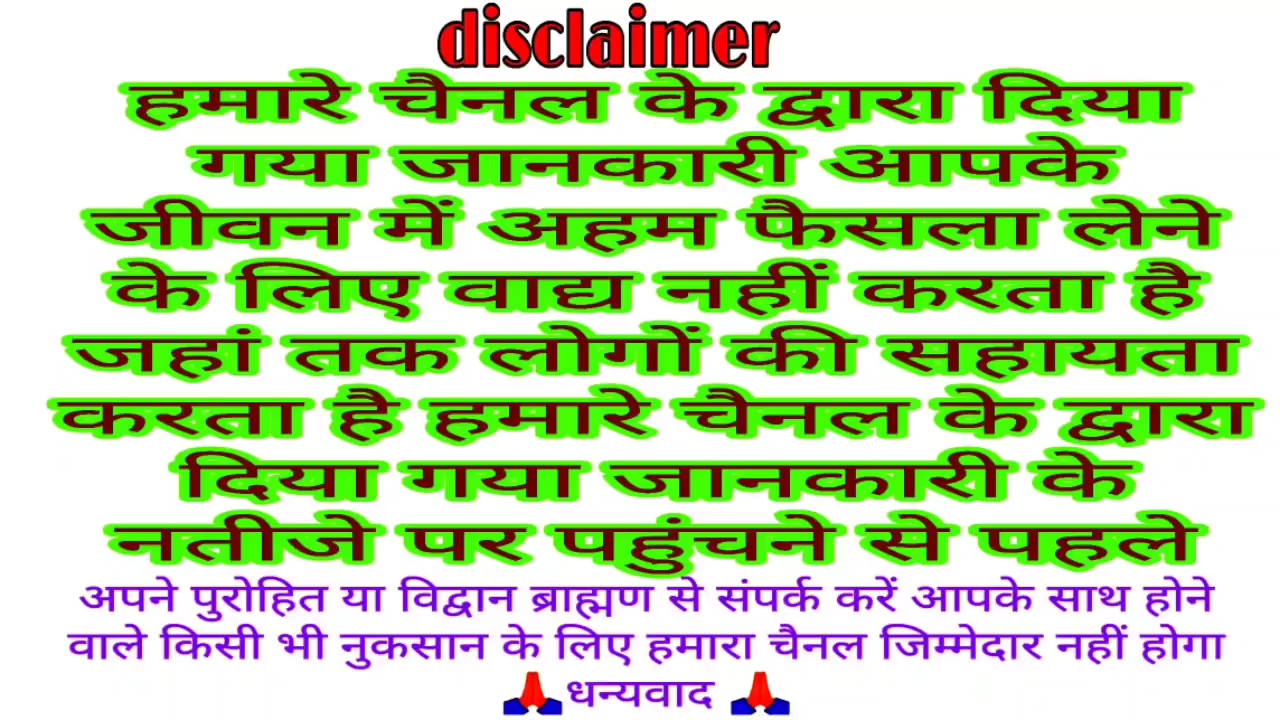 disclaimer
हमारे चैनल के द्वारा दिया
गया जानकारी आपके
जीवन में अहम फैसला लेने
के लिए वाद्य नहीं करता है
जहां तक लोगों की सहायता
करता है हमारे चैनल के द्वारा
दिया गया जानकारी के
नतीजे पर पहुंचने से पहले
अपने पुरोहित या विद्वान ब्राह्मण से संपर्क करें आपके साथ होने
वाले किसी भी नुकसान के लिए हमारा चैनल जिम्मेदार नहीं होगा
🙏धन्यवाद 🙏